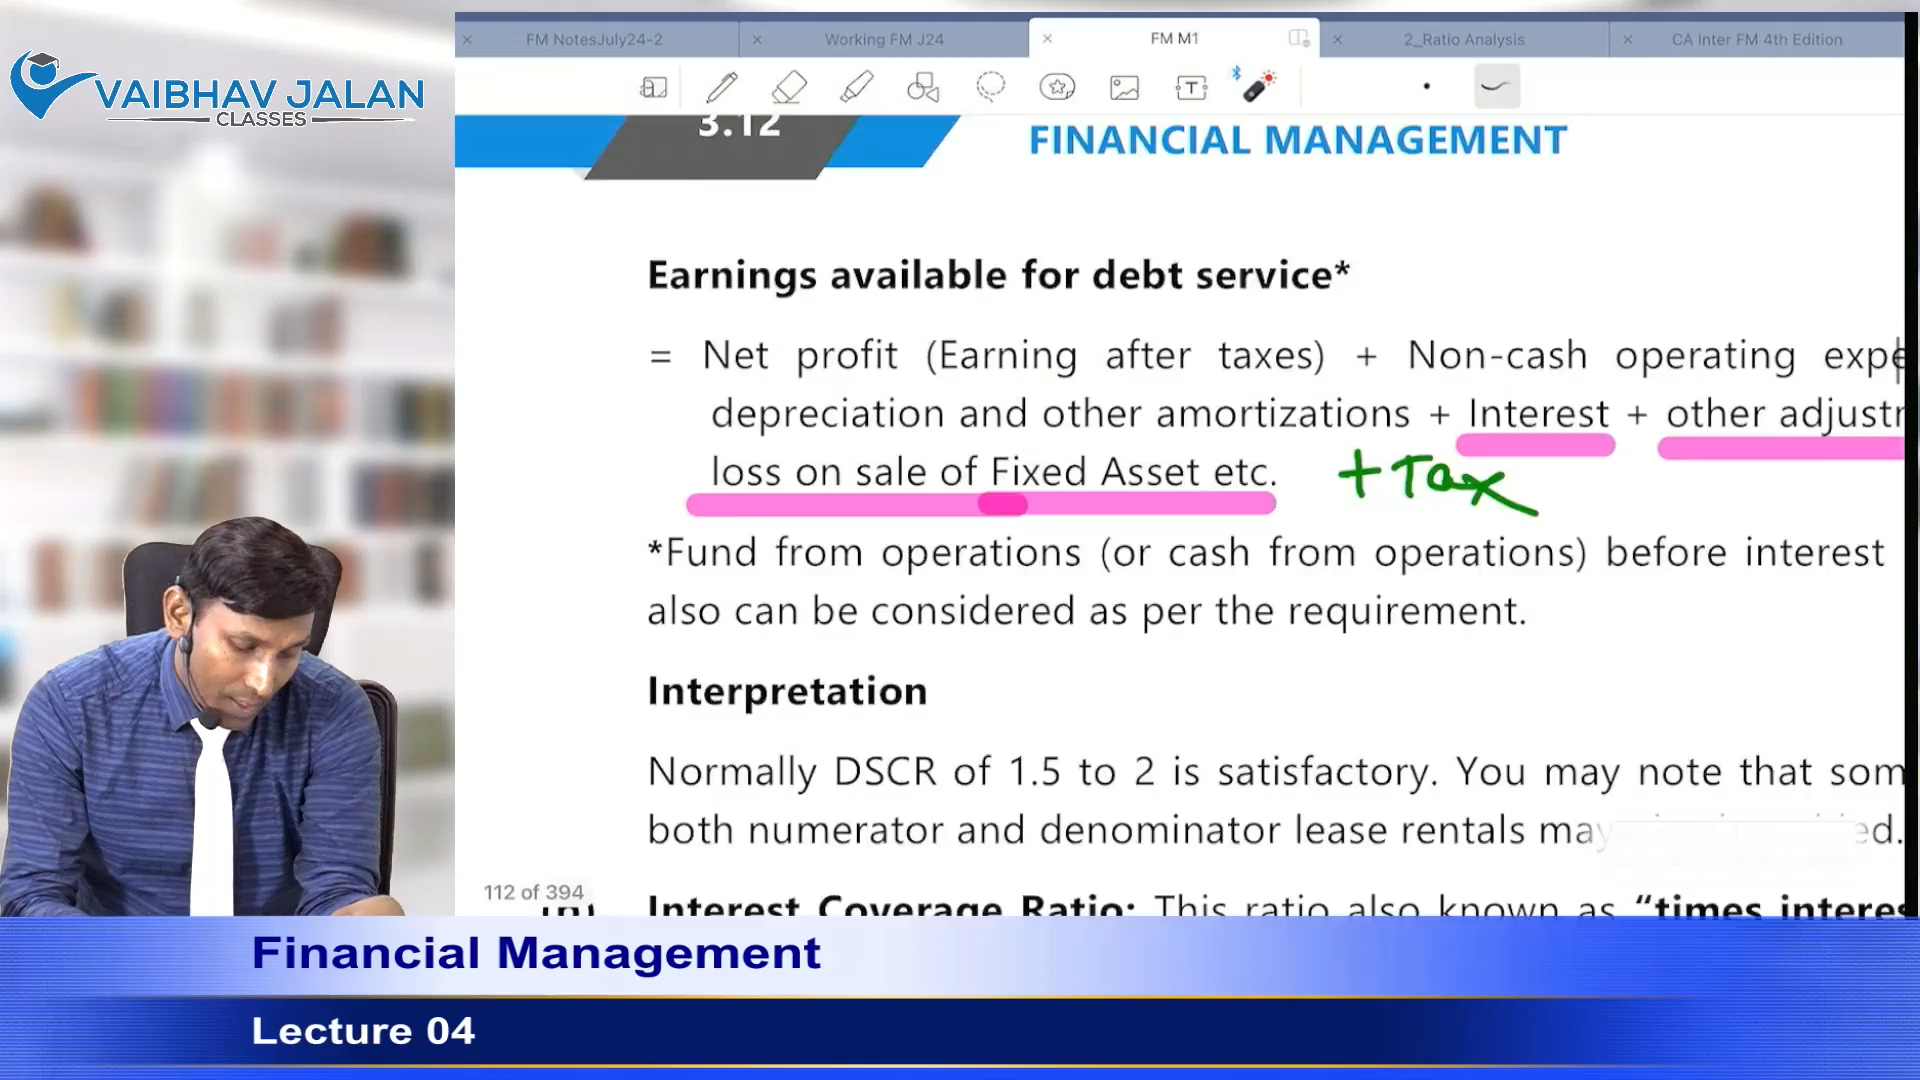 FM NotesJuly24-2
Working FM J24
FM M1
2_Ratio Analysis
CA Inter FM 4th Edition
VAIBHAV JALAN
CLASSES
3.12
FINANCIAL MANAGEMENT
Earnings available for debt service*
= Net profit (Earning after taxes) + Non-cash operating expe
depreciation and other amortizations + Interest + other adjustm
loss on sale of Fixed Asset etc. + Tax
*Fund from operations (or cash from operations) before interest
also can be considered as per the requirement.
Interpretation
Normally DSCR of 1.5 to 2 is satisfactory. You may note that som
both numerator and denominator lease rentals may
112 of 394
Interest Coverage Ratio: This ratio also known as “times interes
Financial Management
Lecture 04